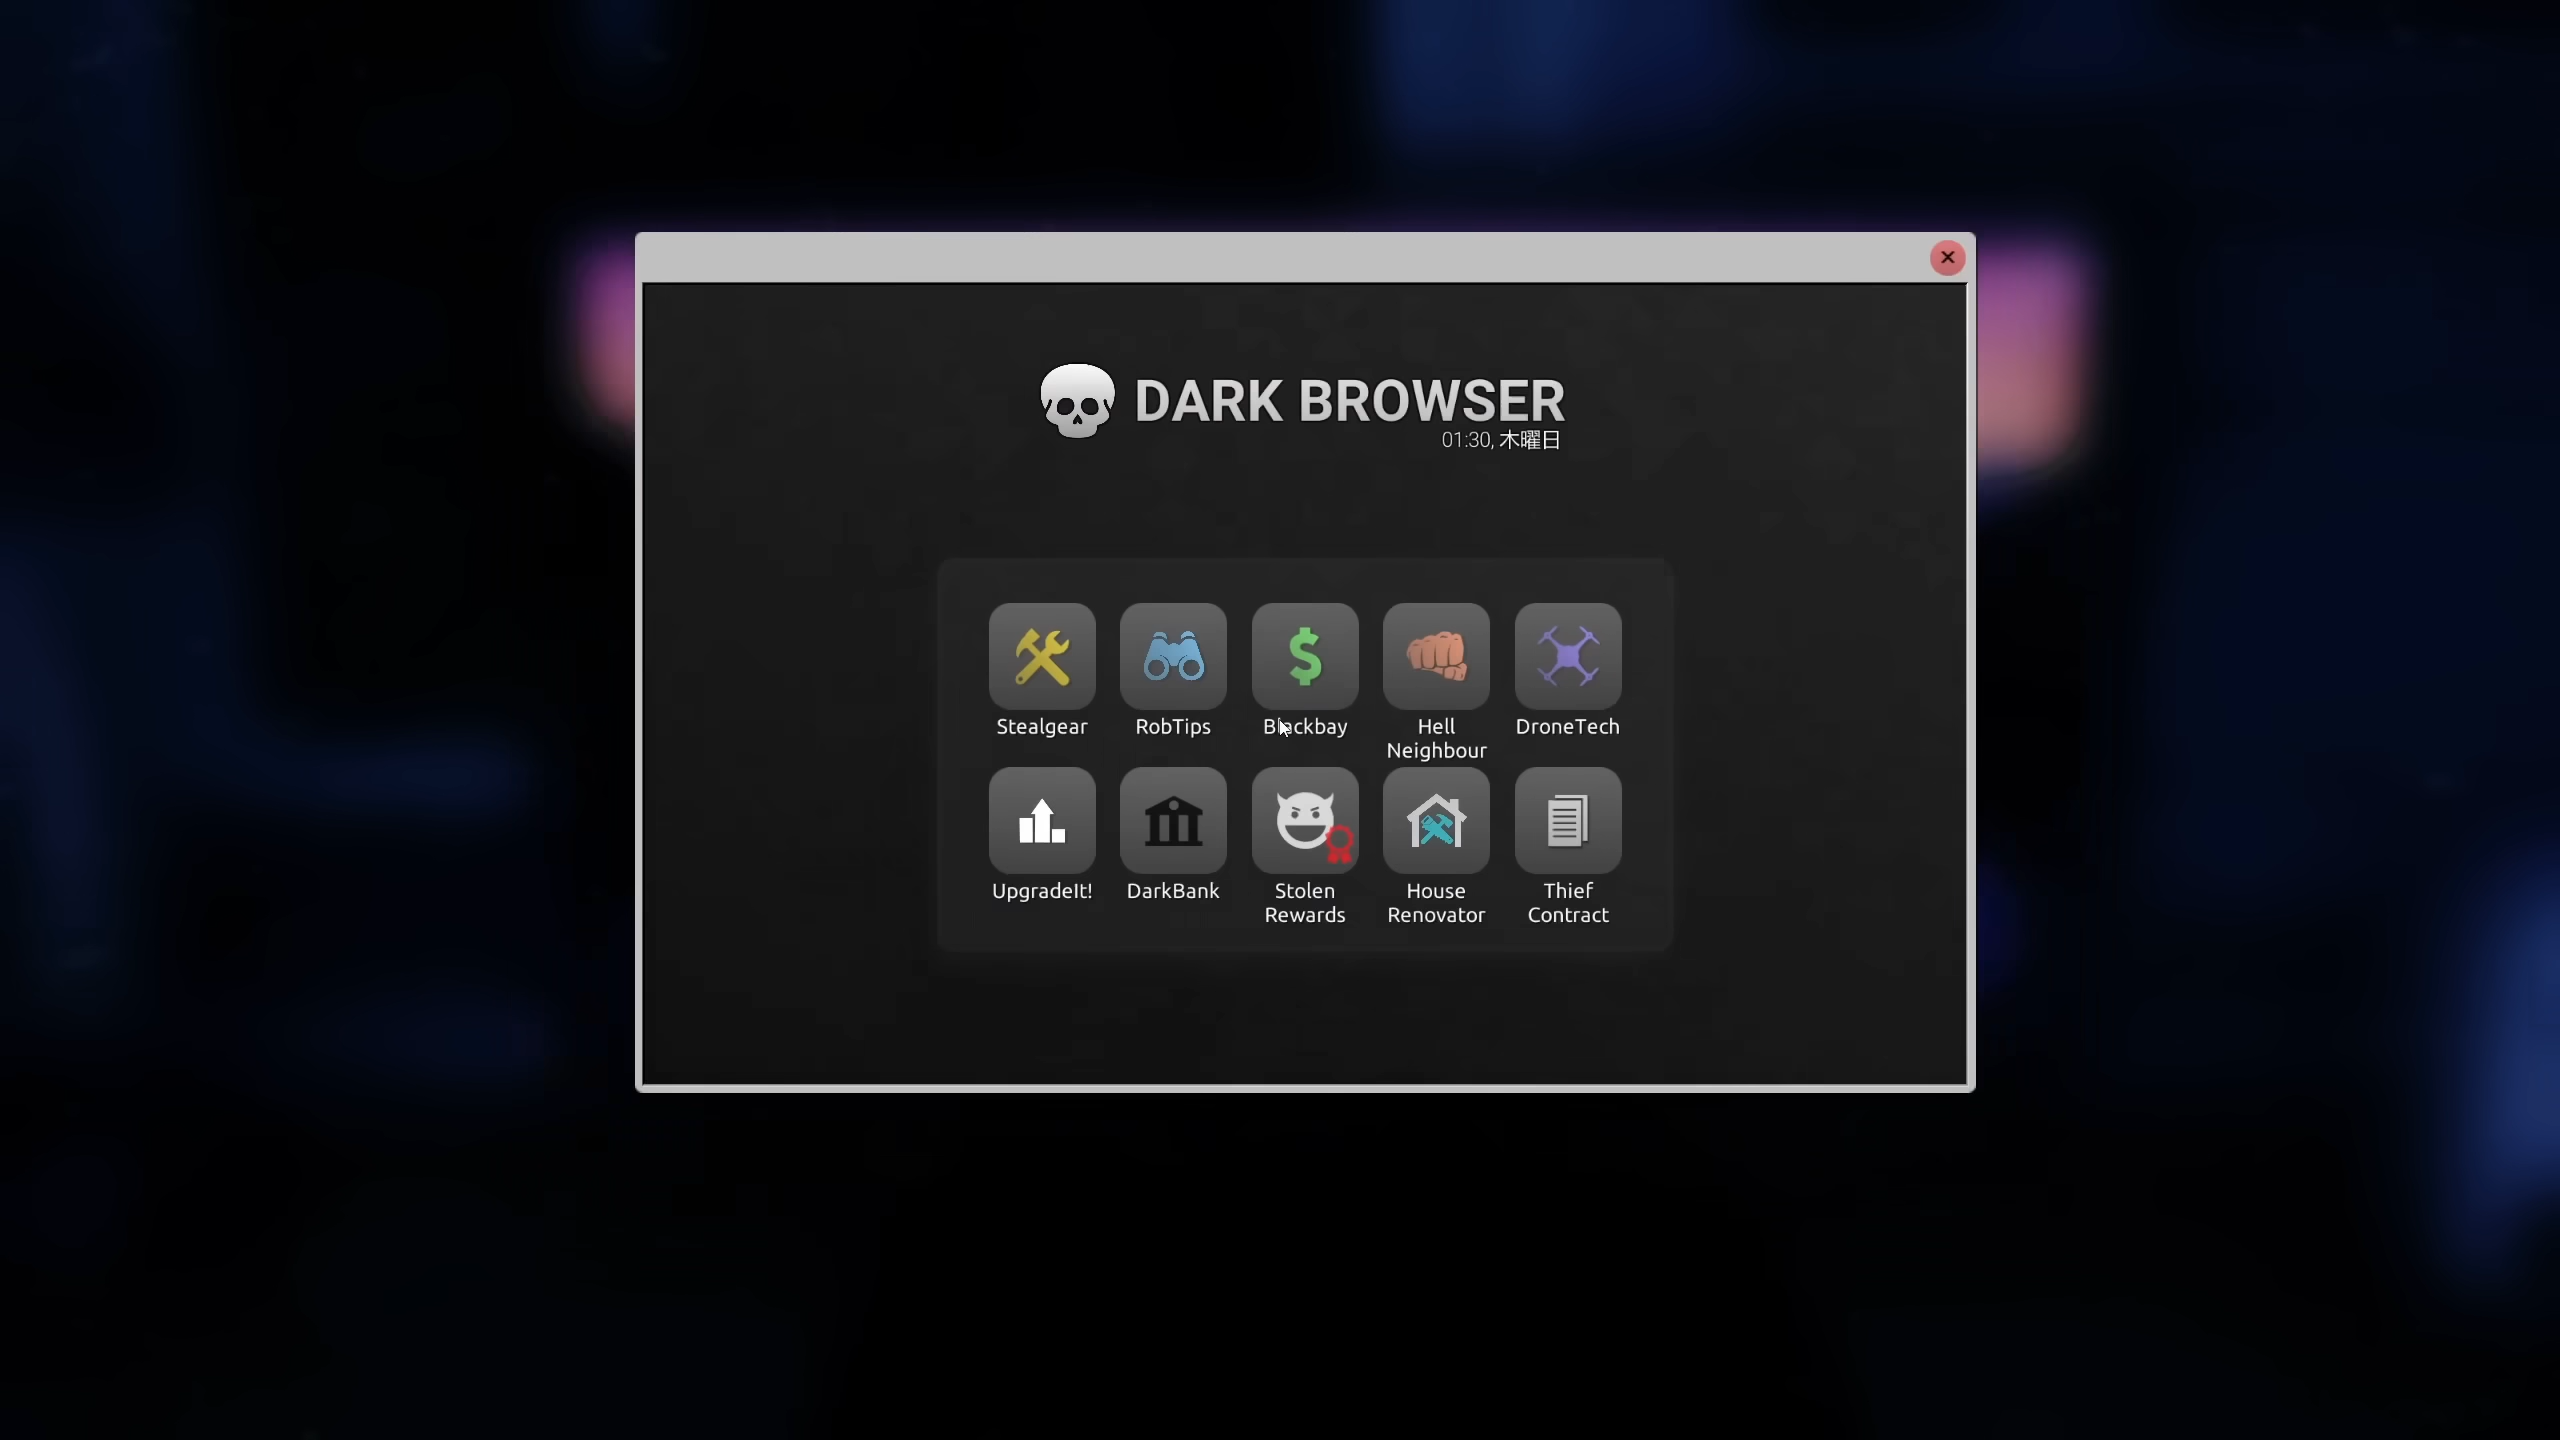 DARK BROWSER
01:30, 木曜日
Stealgear
RobTips
Blackbay
Hell
Neighbour
DroneTech
UpgradeIt!
DarkBank
Stolen
Rewards
House
Renovator
Thief
Contract